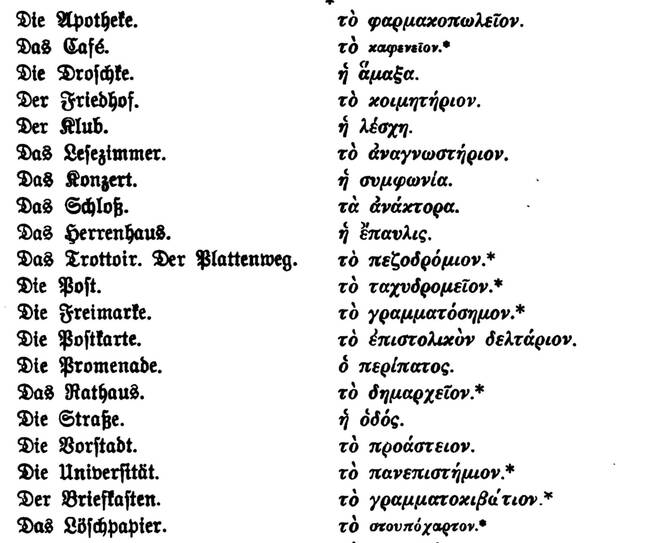 Die Apotheke. τὸ φαρμακοπωλεῖον.
Das Café. τὸ καφενεῖον.*
Die Droschke. ἡ ἅμαξα.
Der Friedhof. τὸ κοιμητήριον.
Der Klub. ἡ λέσχη.
Das Lesezimmer. τὸ ἀναγνωστήριον.
Das Konzert. ἡ συμφωνία.
Das Schloß. τὰ ἀνάκτορα.
Das Herrenhaus. ἡ ἔπαυλις.
Das Trottoir. Der Plattenweg. τὸ πεζοδρόμιον.*
Die Post. τὸ ταχυδρομεῖον.*
Die Freimarke. τὸ γραμματόσημον.*
Die Postkarte. τὸ ἐπιστολικὸν δελτάριον.
Die Promenade. ὁ περίπατος.
Das Rathaus. τὸ δημαρχεῖον.*
Die Straße. ἡ ὁδός.
Die Vorstadt. τὸ προάστειον.
Die Universität. τὸ πανεπιστήμιον.*
Der Briefkasten. τὸ γραμματοκιβάτιον.*
Das Löschpapier. τὸ στουπόχαρτον.*